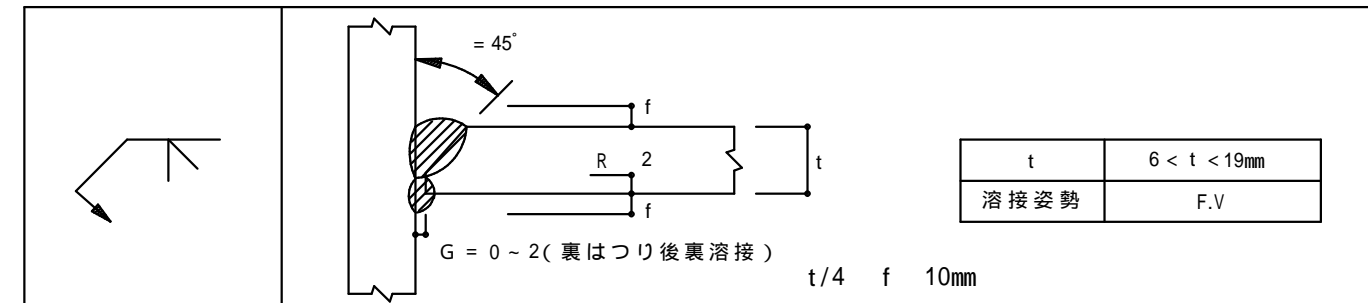 = 45°
f
R 2
t
f
G = 0 ~ 2( 裏はつり後裏溶接 )
t/4 f 10mm
t 6 < t <19mm
溶接姿勢 F.V